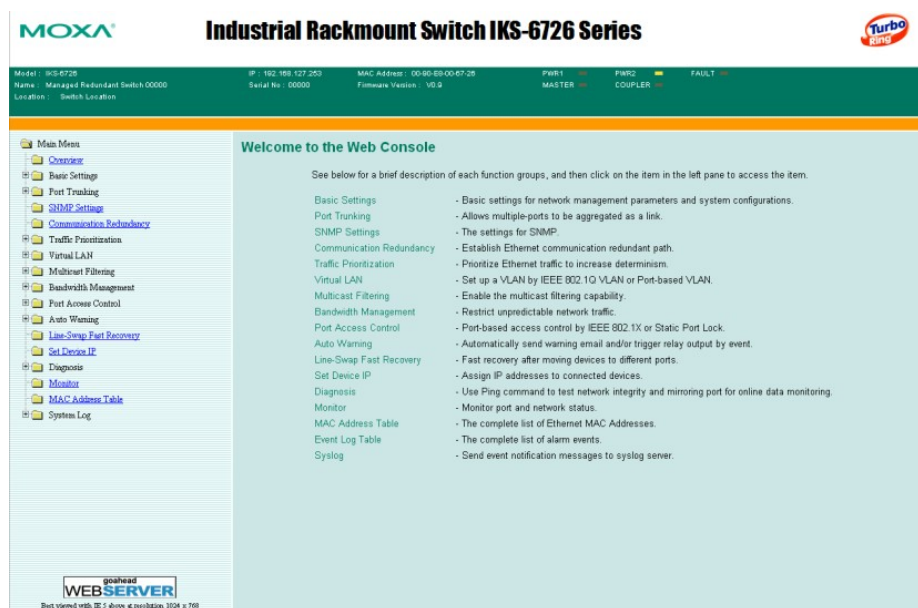 MOXA®
Industrial Rackmount Switch IKS-6726 Series
Turbo
Ring
Model : IKS-6726
IP : 192.168.127.253
MAC Address : 00-90-E8-00-67-26
PWR1
PWR2
FAULT
Name : Managed Redundant Switch 00000
Serial No : 00000
Firmware Version : V0.9
MASTER
COUPLER
Location : Switch Location
Main Menu
Overview
Basic Settings
Port Trunking
SNMP Settings
Communication Redundancy
Traffic Prioritization
Virtual LAN
Multicast Filtering
Bandwidth Management
Port Access Control
Auto Warning
Line-Swap Fast Recovery
Set Device IP
Diagnosis
Monitor
MAC Address Table
System Log
goahead
WEBSERVER
Best viewed with IE 5 above at resolution 1024 x 768
Welcome to the Web Console
See below for a brief description of each function groups, and then click on the item in the left pane to access the item.
Basic Settings - Basic settings for network management parameters and system configurations.
Port Trunking - Allows multiple-ports to be aggregated as a link.
SNMP Settings - The settings for SNMP.
Communication Redundancy - Establish Ethernet communication redundant path.
Traffic Prioritization - Prioritize Ethernet traffic to increase determinism.
Virtual LAN - Set up a VLAN by IEEE 802.1Q VLAN or Port-based VLAN.
Multicast Filtering - Enable the multicast filtering capability.
Bandwidth Management - Restrict unpredictable network traffic.
Port Access Control - Port-based access control by IEEE 802.1X or Static Port Lock.
Auto Warning - Automatically send warning email and/or trigger relay output by event.
Line-Swap Fast Recovery - Fast recovery after moving devices to different ports.
Set Device IP - Assign IP addresses to connected devices.
Diagnosis - Use Ping command to test network integrity and mirroring port for online data monitoring.
Monitor - Monitor port and network status.
MAC Address Table - The complete list of Ethernet MAC Addresses.
Event Log Table - The complete list of alarm events.
Syslog - Send event notification messages to syslog server.